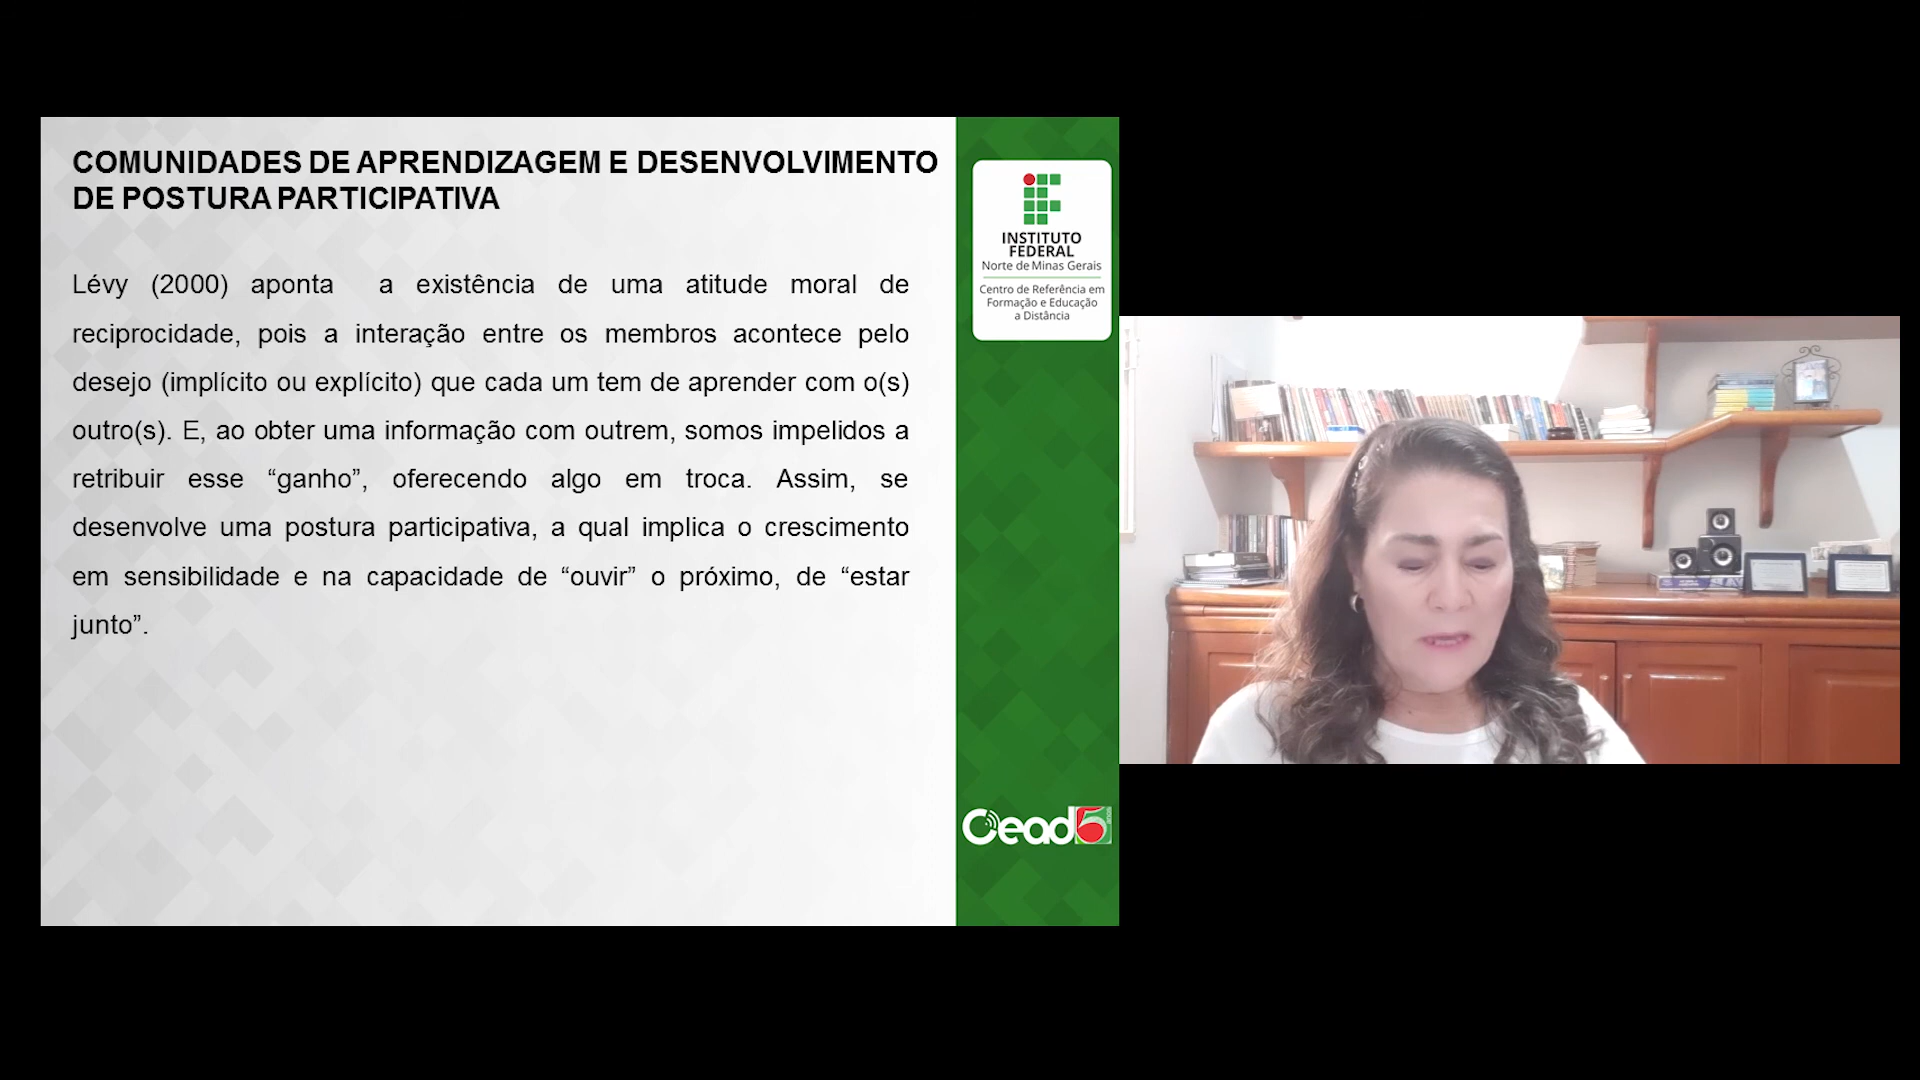 COMUNIDADES DE APRENDIZAGEM E DESENVOLVIMENTO
DE POSTURA PARTICIPATIVA
Lévy (2000) aponta a existência de uma atitude moral de
reciprocidade, pois a interação entre os membros acontece pelo
desejo (implícito ou explícito) que cada um tem de aprender com o(s)
outro(s). E, ao obter uma informação com outrem, somos impelidos a
retribuir esse “ganho”, oferecendo algo em troca. Assim, se
desenvolve uma postura participativa, a qual implica o crescimento
em sensibilidade e na capacidade de “ouvir” o próximo, de “estar
junto”.
INSTITUTO
FEDERAL
Norte de Minas Gerais
Centro de Referência em
Formação e Educação
a Distância
Cead 5